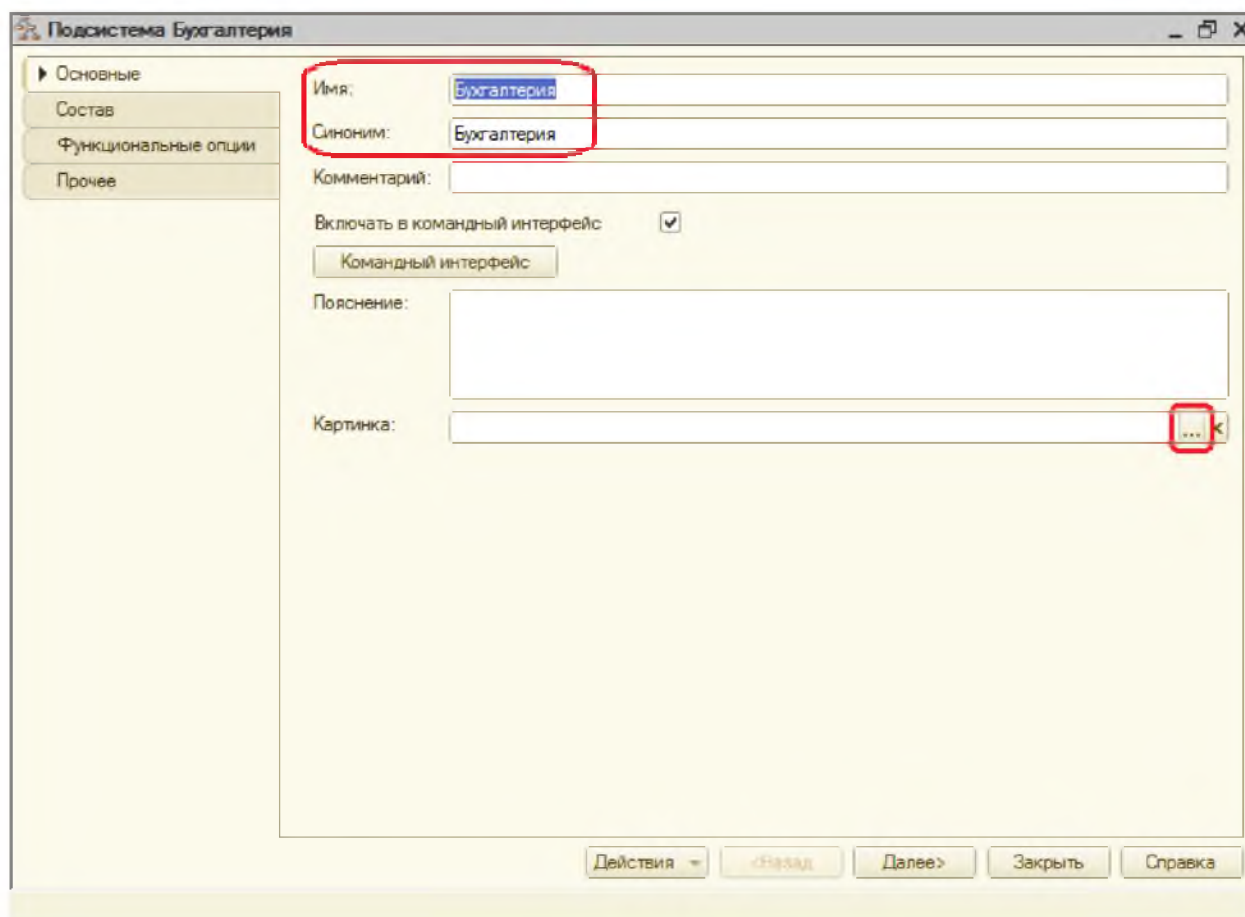 Подсистема Бухгалтерия
Основные
Состав
Функциональные опции
Прочее
Имя: Бухгалтерия
Синоним: Бухгалтерия
Комментарий:
Включать в командный интерфейс
Командный интерфейс
Пояснение:
Картинка: ...
Действия <Назад Далее> Закрыть Справка